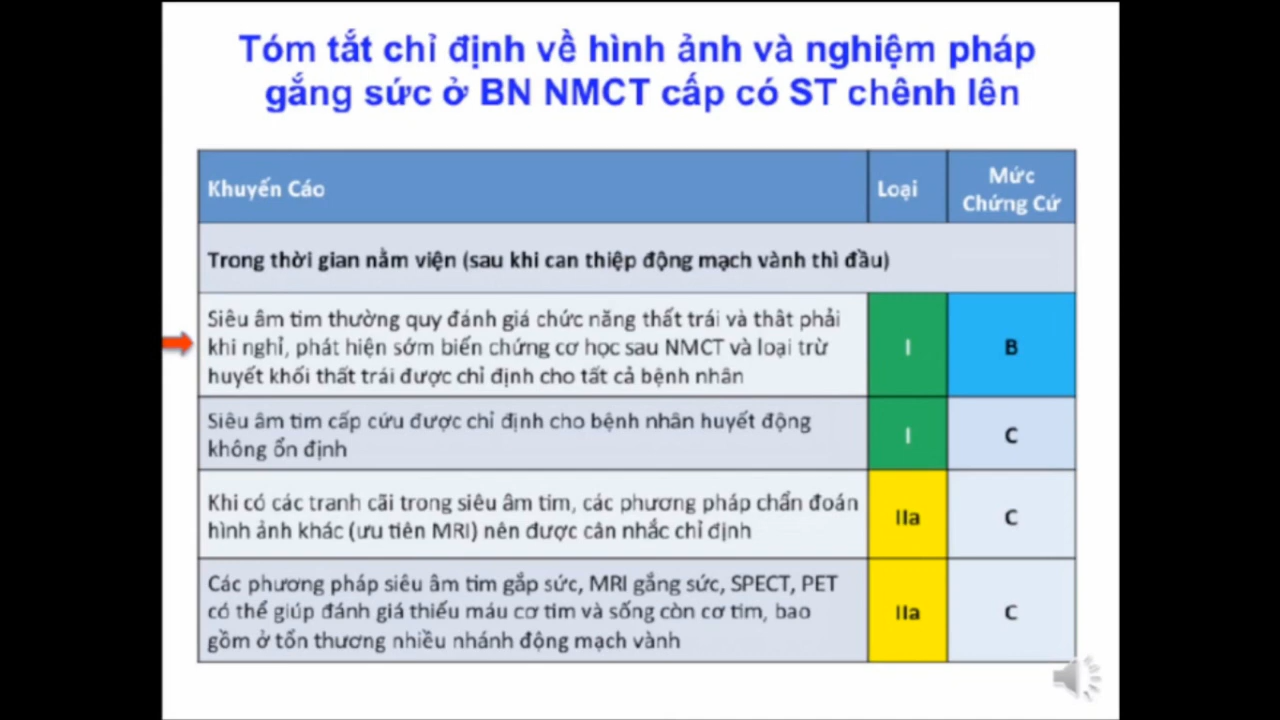 Tóm tắt chỉ định về hình ảnh và nghiệm pháp
gắng sức ở BN NMCT cấp có ST chênh lên
Khuyến Cáo
Loại
Mức
Chứng Cứ
Trong thời gian nằm viện (sau khi can thiệp động mạch vành thì đầu)
Siêu âm tim thường quy đánh giá chức năng thất trái và thât phải
khi nghỉ, phát hiện sớm biến chứng cơ học sau NMCT và loại trừ
huyết khối thất trái được chỉ định cho tất cả bệnh nhân
I
B
Siêu âm tim cấp cứu được chỉ định cho bệnh nhân huyết động
không ổn định
I
C
Khi có các tranh cãi trong siêu âm tim, các phương pháp chẩn đoán
hình ảnh khác (ưu tiên MRI) nên được cân nhắc chỉ định
IIa
C
Các phương pháp siêu âm tim gắp sức, MRI gắng sức, SPECT, PET
có thể giúp đánh giá thiếu máu cơ tim và sống còn cơ tim, bao
gồm ở tổn thương nhiều nhánh động mạch vành
IIa
C